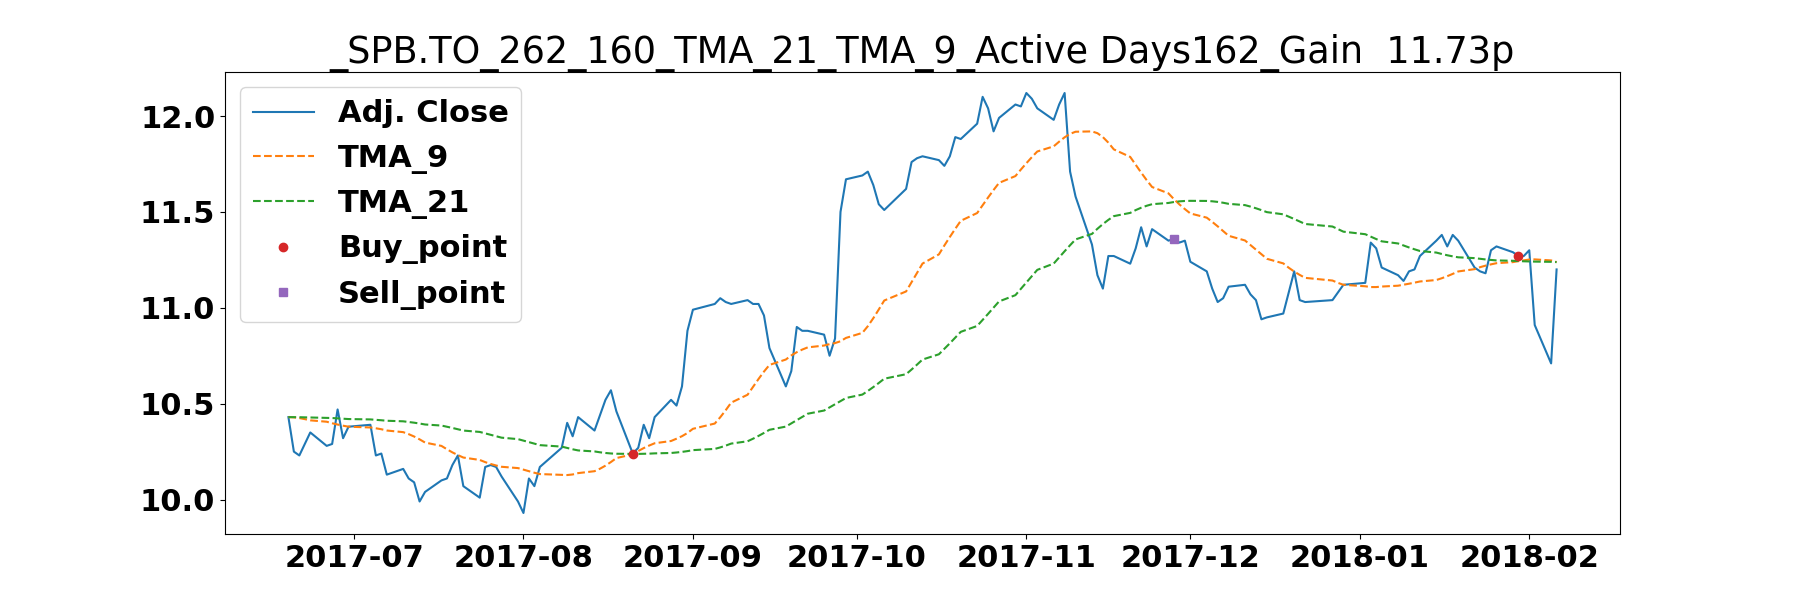 _SPB.TO_262_160_TMA_21_TMA_9_Active Days162_Gain  11.73p
Adj. Close
TMA_9
TMA_21
Buy_point
Sell_point
12.0
11.5
11.0
10.5
10.0
2017-07 2017-08 2017-09 2017-10 2017-11 2017-12 2018-01 2018-02